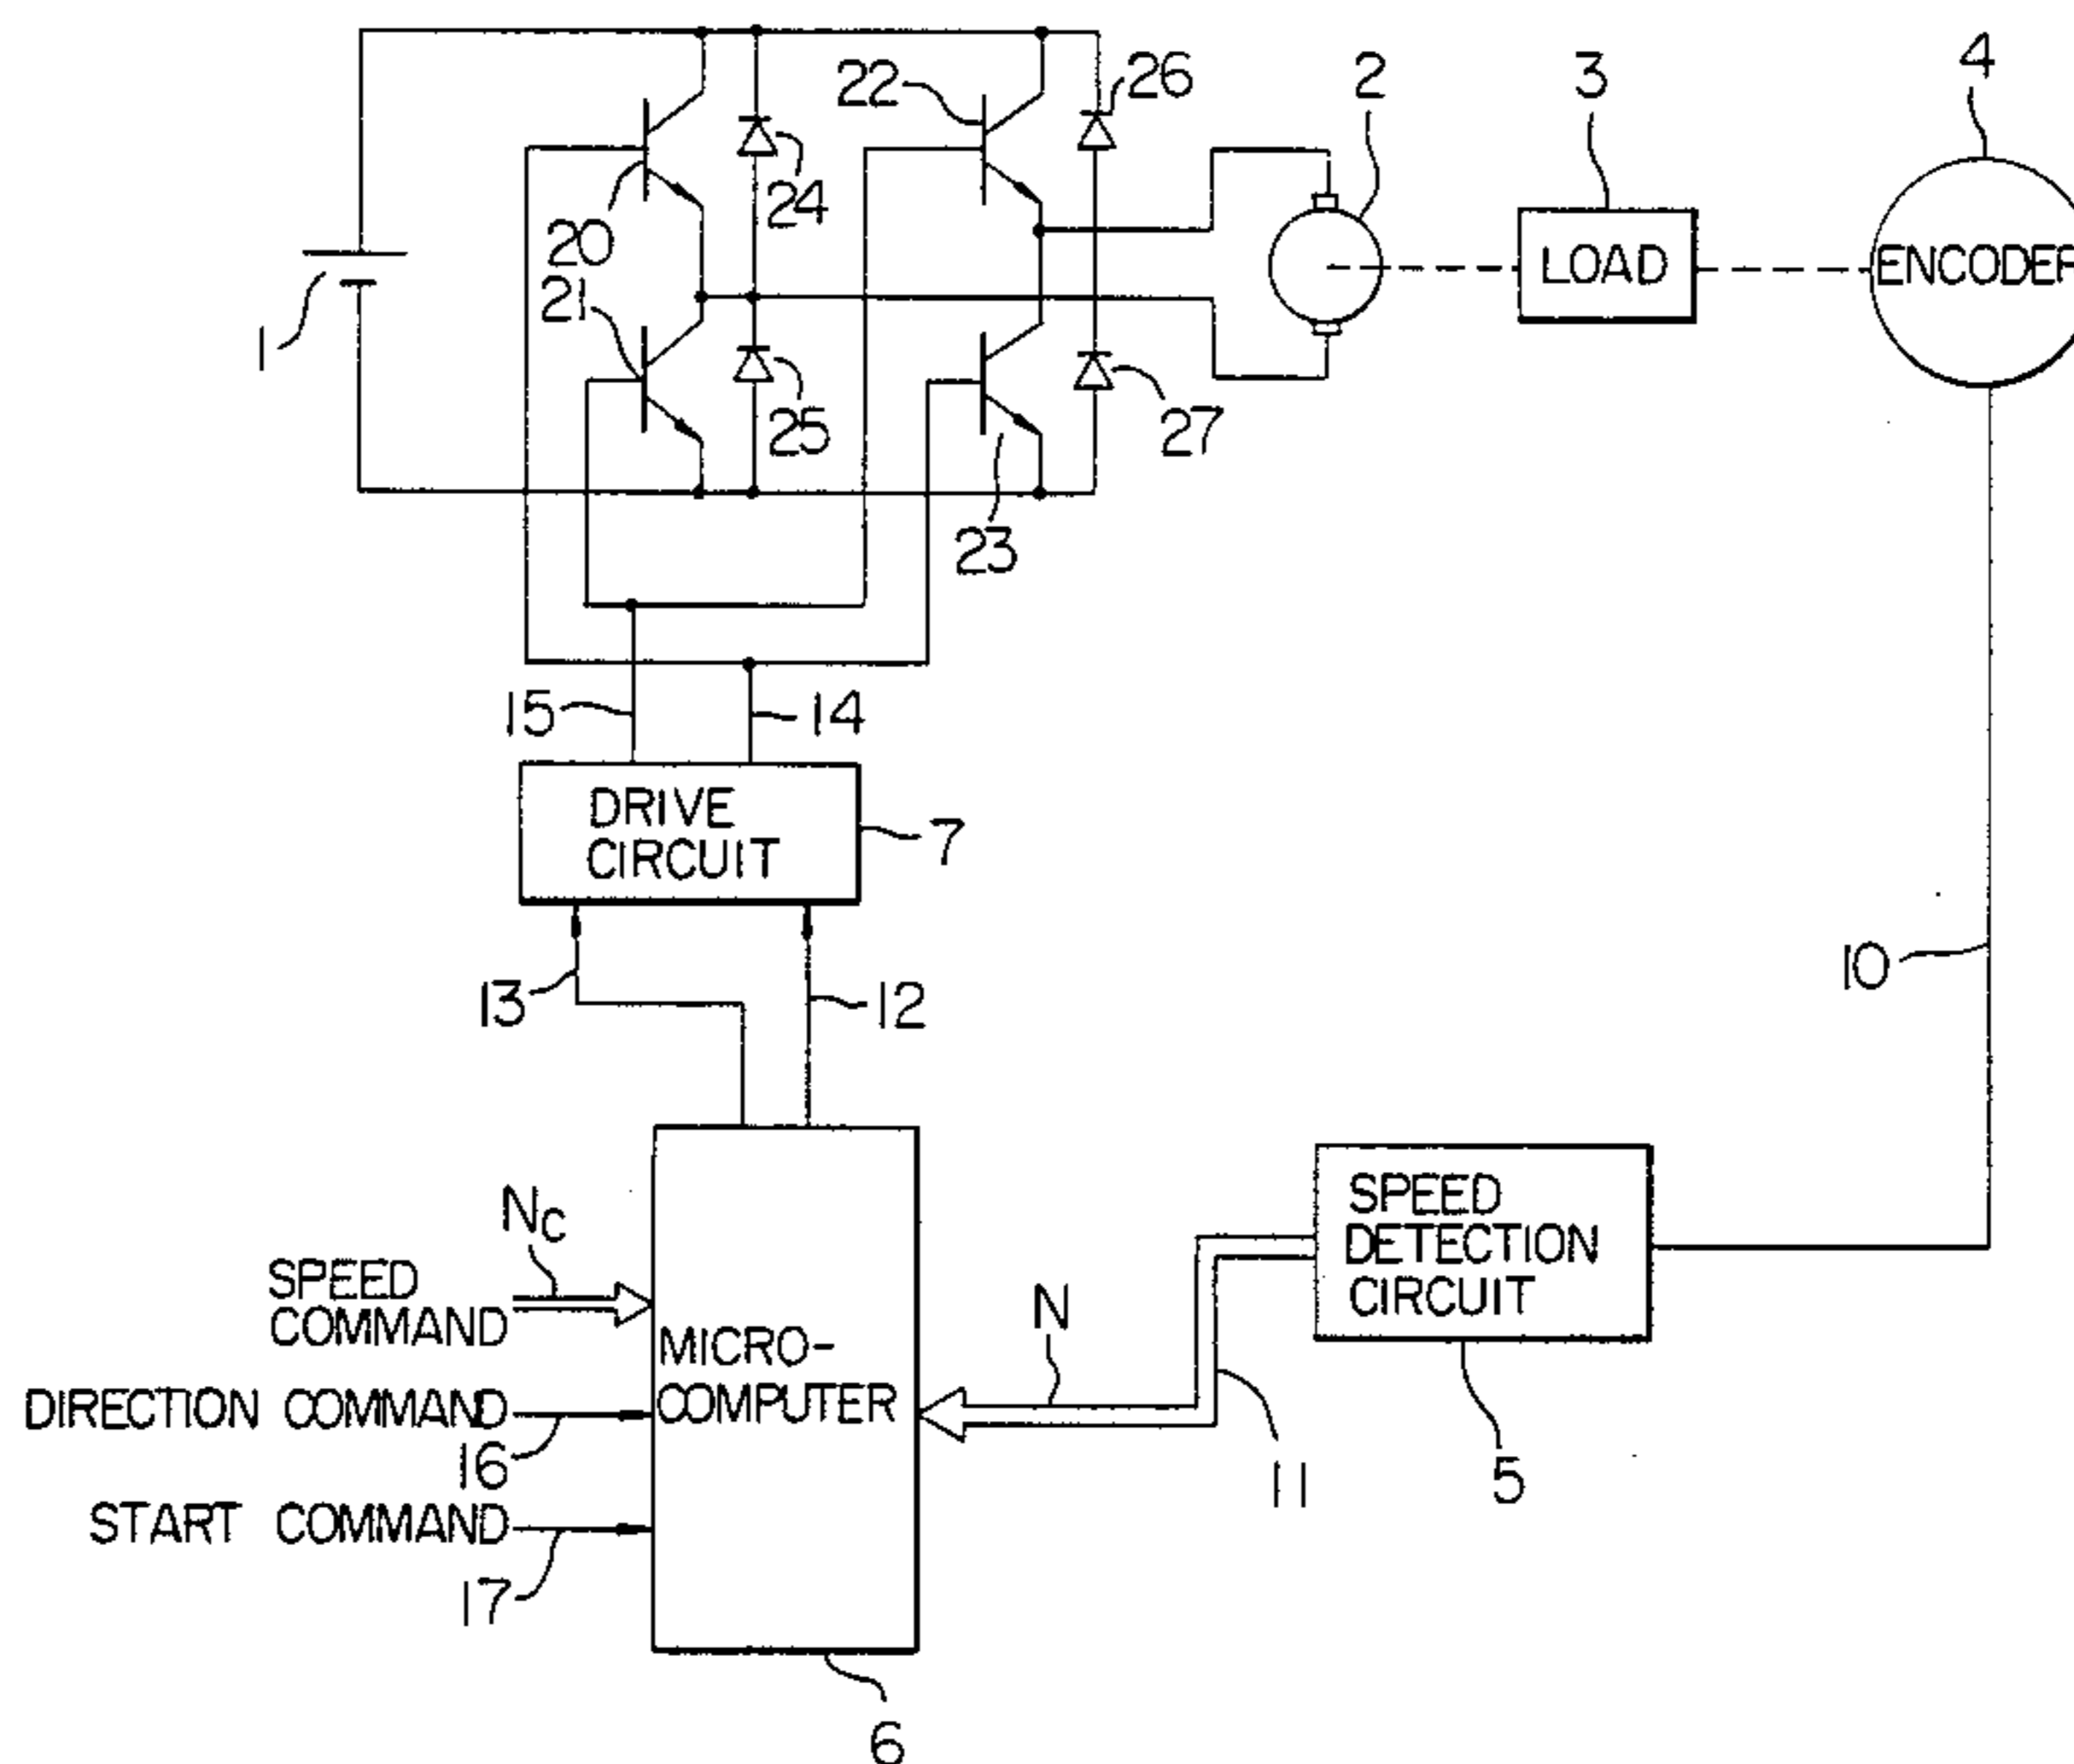 22
26
2
3
4
20
24
LOAD
ENCODER
1
21
25
27
23
15
14
DRIVE
CIRCUIT
7
13
12
10
NC
SPEED
COMMAND
MICRO-
COMPUTER
N
SPEED
DETECTION
CIRCUIT
DIRECTION COMMAND
16
11
5
START COMMAND
17
6